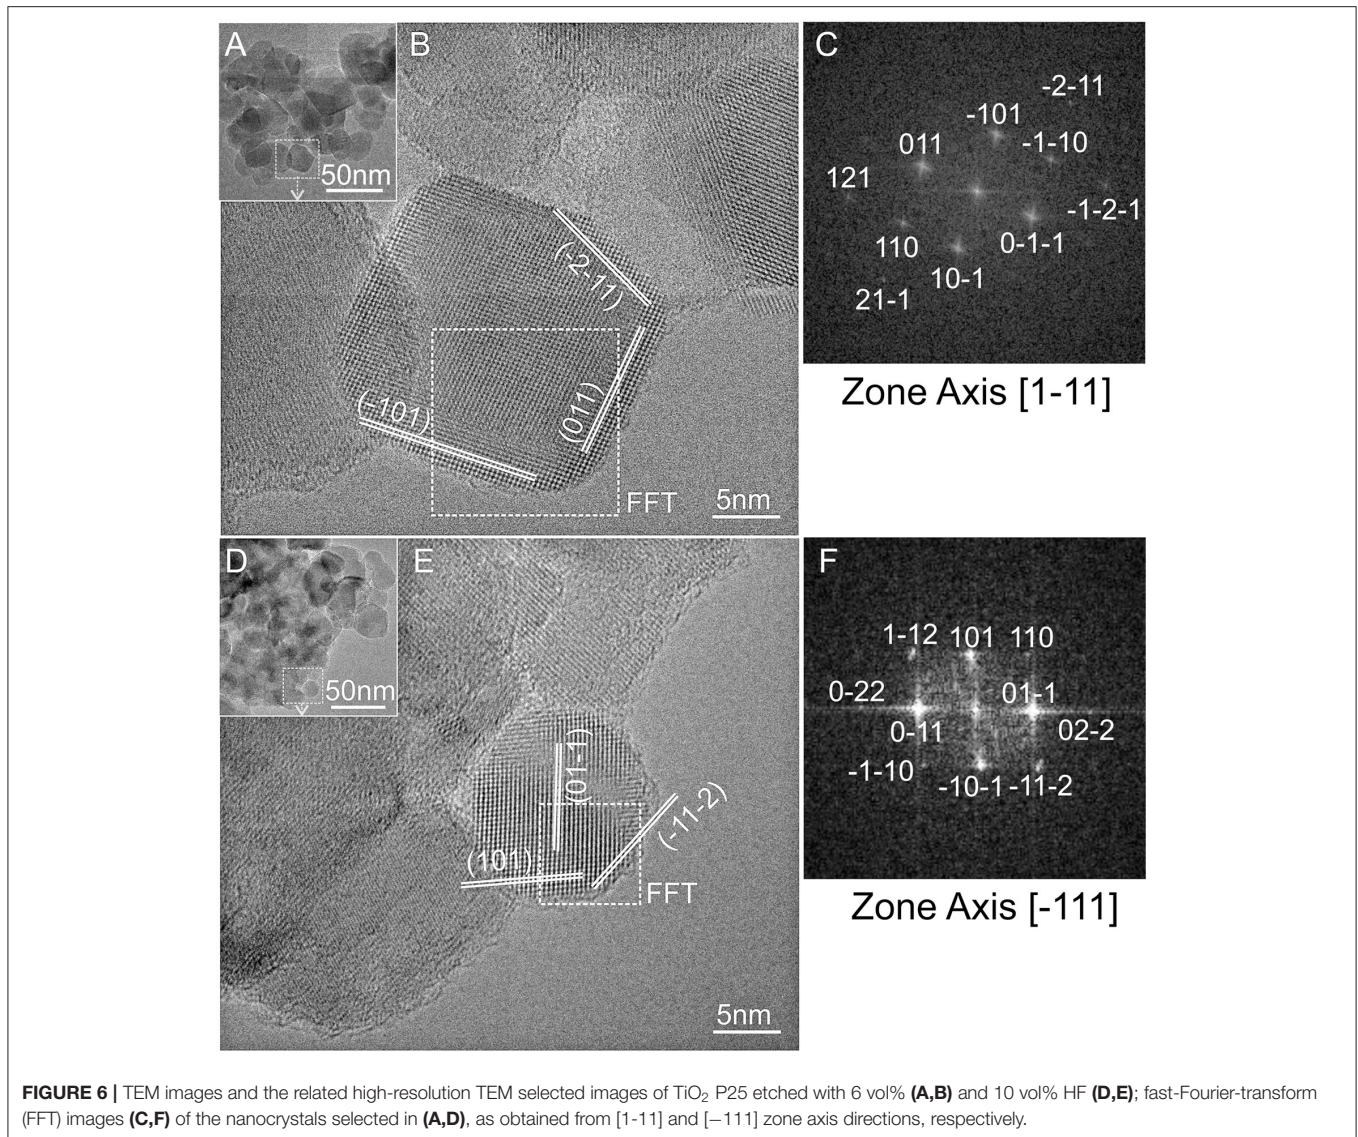 A
50nm
B
(-2-11)
(011)
(-101)
FFT
5nm
C
-2-11
-101
-1-10
011
121
-1-2-1
110
0-1-1
10-1
21-1
Zone Axis [1-11]
D
50nm
E
(01-1)
(-11-2)
(101)
FFT
5nm
F
1-12 101 110
0-22
01-1
0-11
02-2
-1-10
-10-1 -11-2
Zone Axis [-111]
FIGURE 6 | TEM images and the related high-resolution TEM selected images of TiO₂ P25 etched with 6 vol% (A,B) and 10 vol% HF (D,E); fast-Fourier-transform
(FFT) images (C,F) of the nanocrystals selected in (A,D), as obtained from [1-11] and [−111] zone axis directions, respectively.